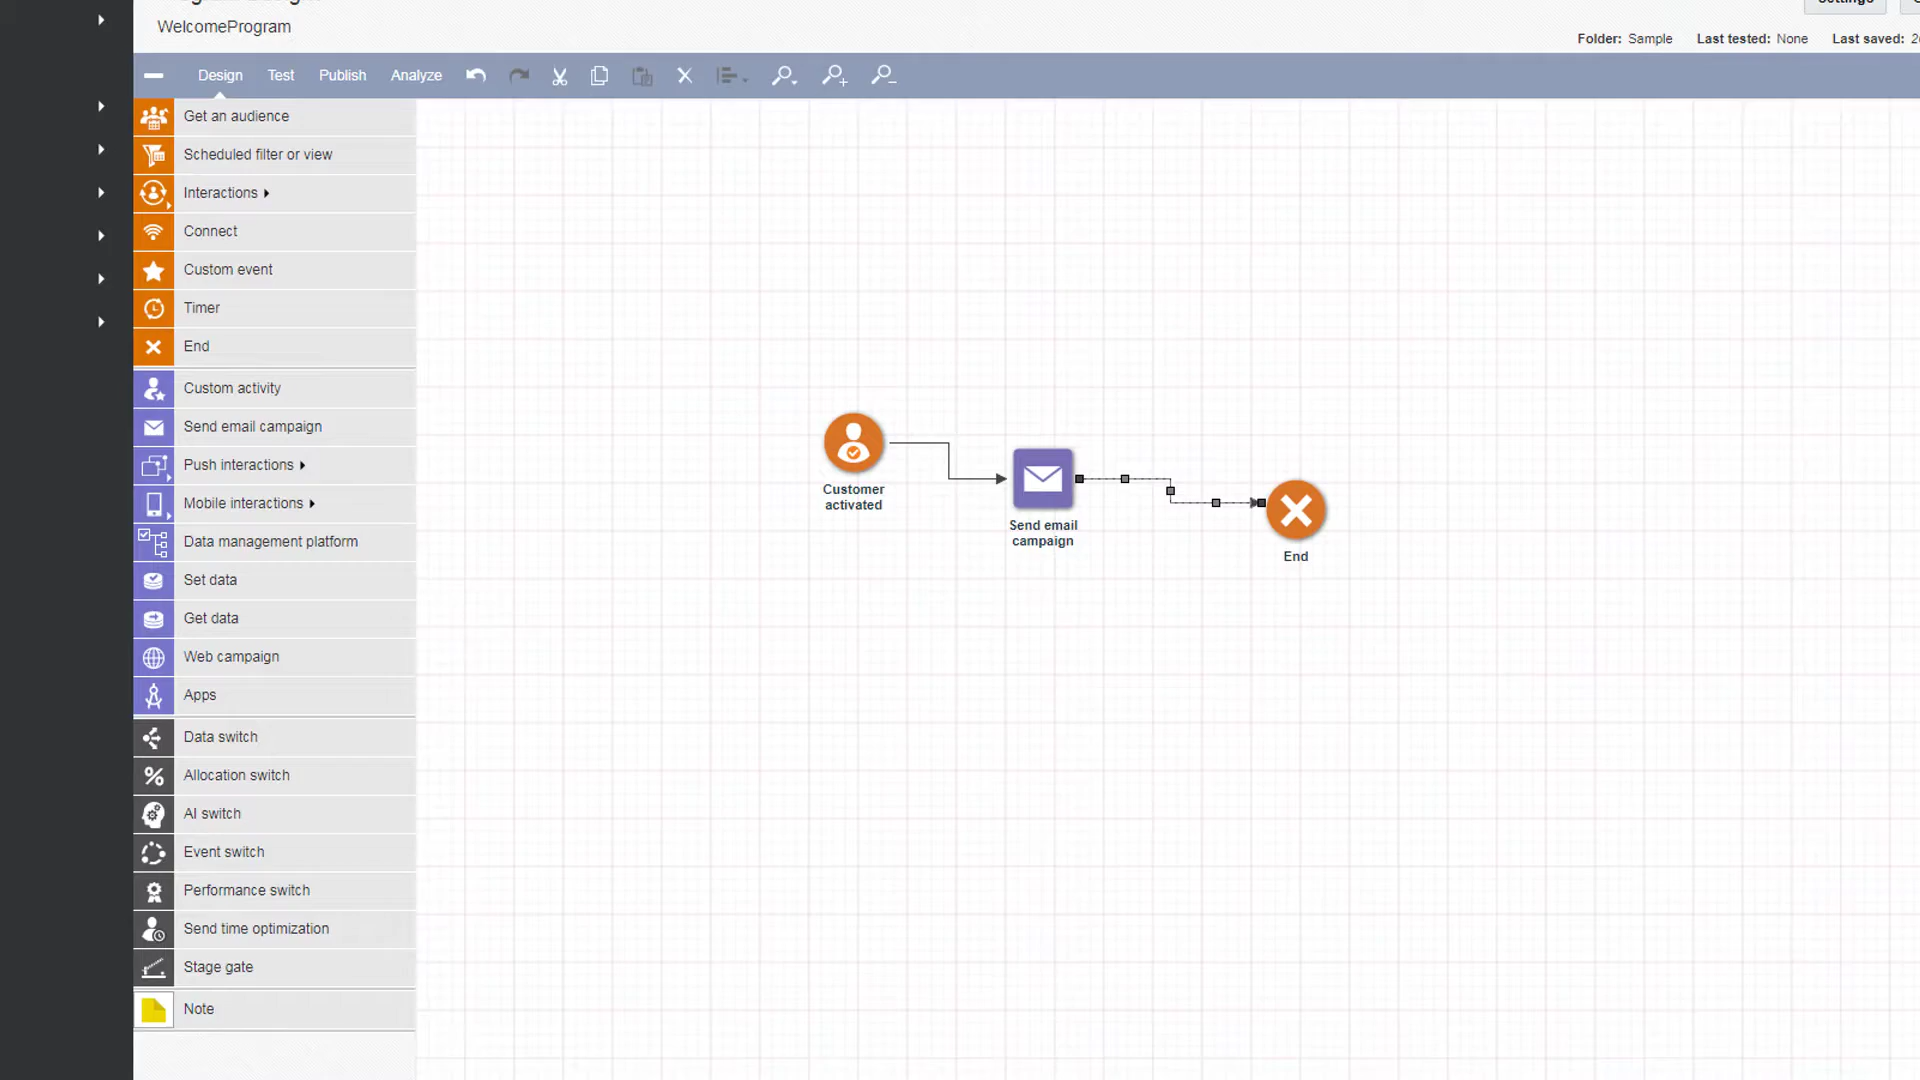 WelcomeProgram
Folder: Sample Last tested: None Last saved:
Design Test Publish Analyze
Get an audience
Scheduled filter or view
Interactions
Connect
Custom event
Timer
End
Custom activity
Send email campaign
Push interactions
Mobile interactions
Data management platform
Set data
Get data
Web campaign
Apps
Data switch
Allocation switch
AI switch
Event switch
Performance switch
Send time optimization
Stage gate
Note
Customer
activated
Send email
campaign
End